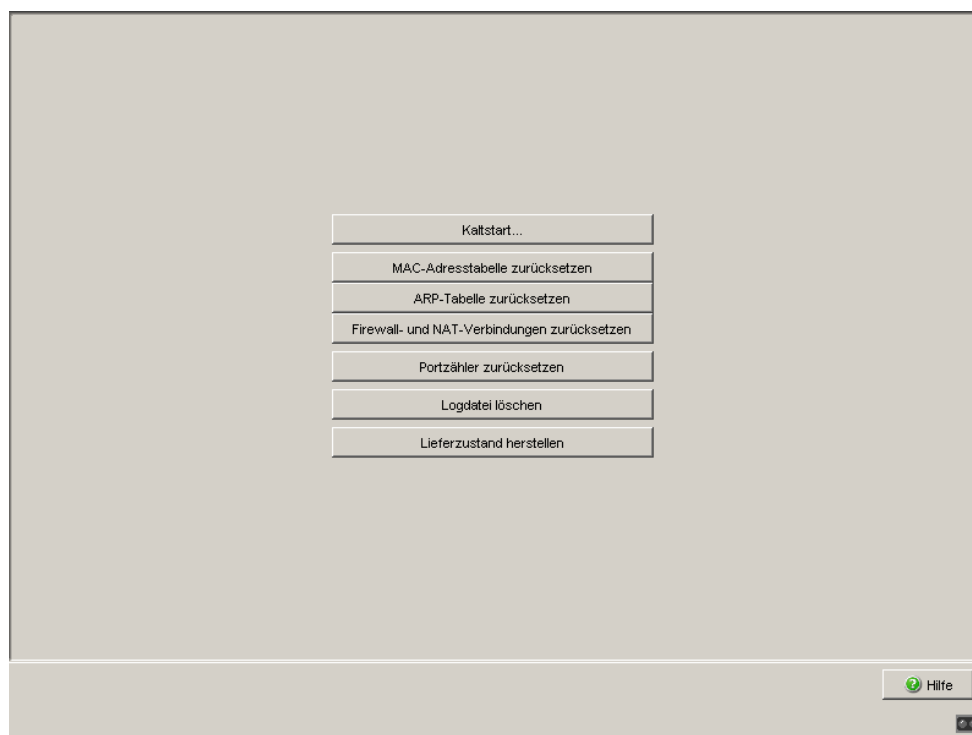 Kaltstart...
MAC-Adresstabelle zurücksetzen
ARP-Tabelle zurücksetzen
Firewall- und NAT-Verbindungen zurücksetzen
Portzähler zurücksetzen
Logdatei löschen
Lieferzustand herstellen
Hilfe